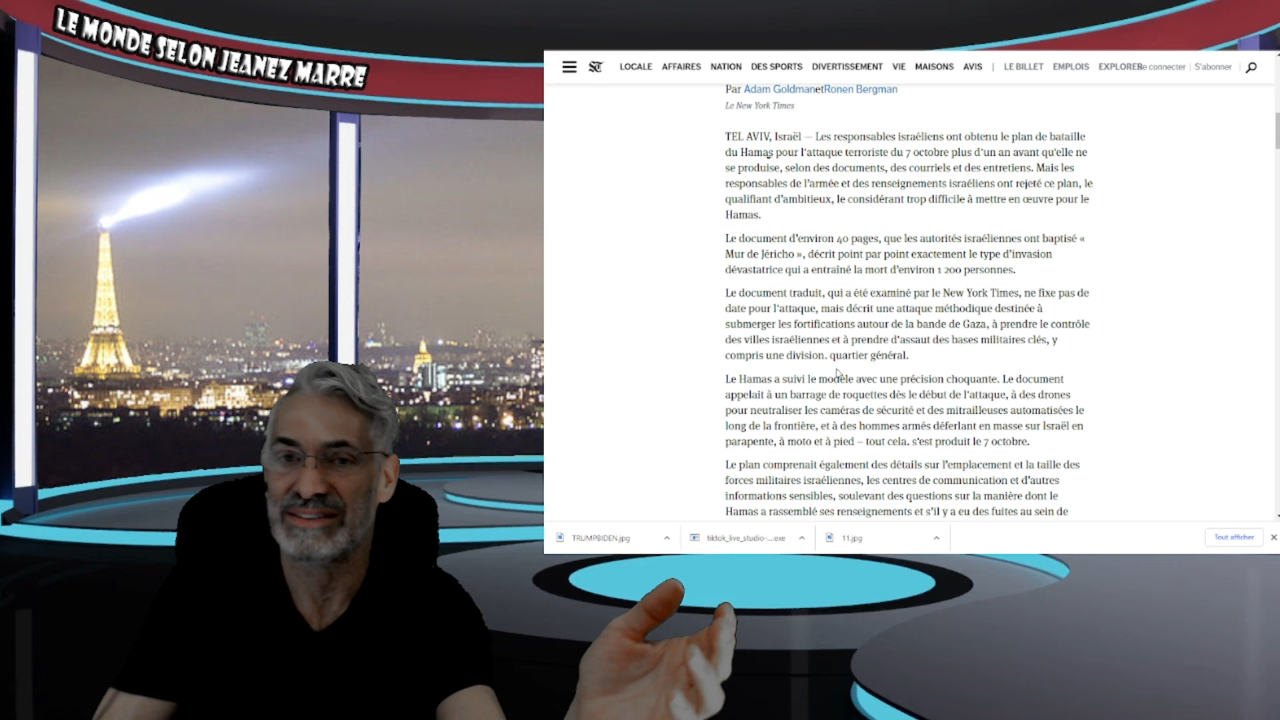 LE MONDE SELON JEANEZ MARRE
LOCALE AFFAIRES NATION DES SPORTS DIVERTISSEMENT VIE MAISONS AVIS | LE BILLET EMPLOIS EXPLORER Se connecter | S'abonner
Par Adam GoldmanetRonen Bergman
Le New York Times
TEL AVIV, Israël — Les responsables israéliens ont obtenu le plan de bataille
du Hamas pour l'attaque terroriste du 7 octobre plus d'un an avant qu'elle ne
se produise, selon des documents, des courriels et des entretiens. Mais les
responsables de l'armée et des renseignements israéliens ont rejeté ce plan, le
qualifiant d'ambitieux, le considérant trop difficile à mettre en œuvre pour le
Hamas.
Le document d'environ 40 pages, que les autorités israéliennes ont baptisé «
Mur de Jéricho », décrit point par point exactement le type d'invasion
dévastatrice qui a entraîné la mort d'environ 1 200 personnes.
Le document traduit, qui a été examiné par le New York Times, ne fixe pas de
date pour l'attaque, mais décrit une attaque méthodique destinée à
submerger les fortifications autour de la bande de Gaza, à prendre le contrôle
des villes israéliennes et à prendre d'assaut des bases militaires clés, y
compris une division. quartier général.
Le Hamas a suivi le modèle avec une précision choquante. Le document
appelait à un barrage de roquettes dès le début de l'attaque, à des drones
pour neutraliser les caméras de sécurité et des mitrailleuses automatisées le
long de la frontière, et à des hommes armés déferlant en masse sur Israël en
parapente, à moto et à pied – tout cela. s'est produit le 7 octobre.
Le plan comprenait également des détails sur l'emplacement et la taille des
forces militaires israéliennes, les centres de communication et d'autres
informations sensibles, soulevant des questions sur la manière dont le
Hamas a rassemblé ses renseignements et s'il y a eu des fuites au sein de
TRUMPBIDEN.jpg tiktok_live_studio-....exe 11.jpg Tout afficher